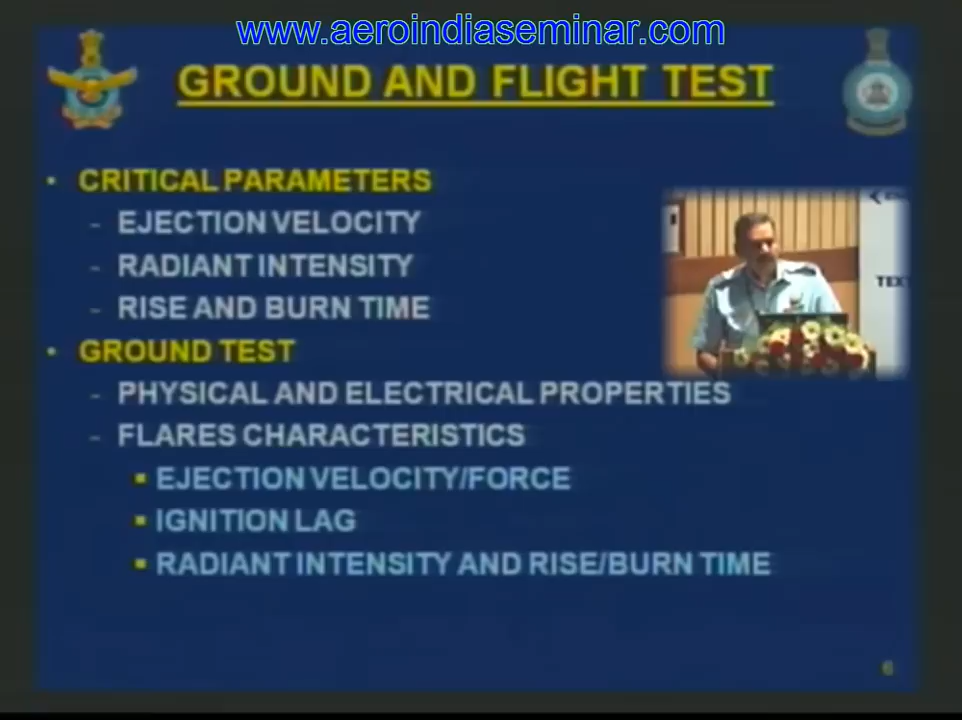 www.aeroindiaseminar.com
GROUND AND FLIGHT TEST
• CRITICAL PARAMETERS
- EJECTION VELOCITY
- RADIANT INTENSITY
- RISE AND BURN TIME
• GROUND TEST
- PHYSICAL AND ELECTRICAL PROPERTIES
- FLARES CHARACTERISTICS
▪ EJECTION VELOCITY/FORCE
▪ IGNITION LAG
▪ RADIANT INTENSITY AND RISE/BURN TIME
6